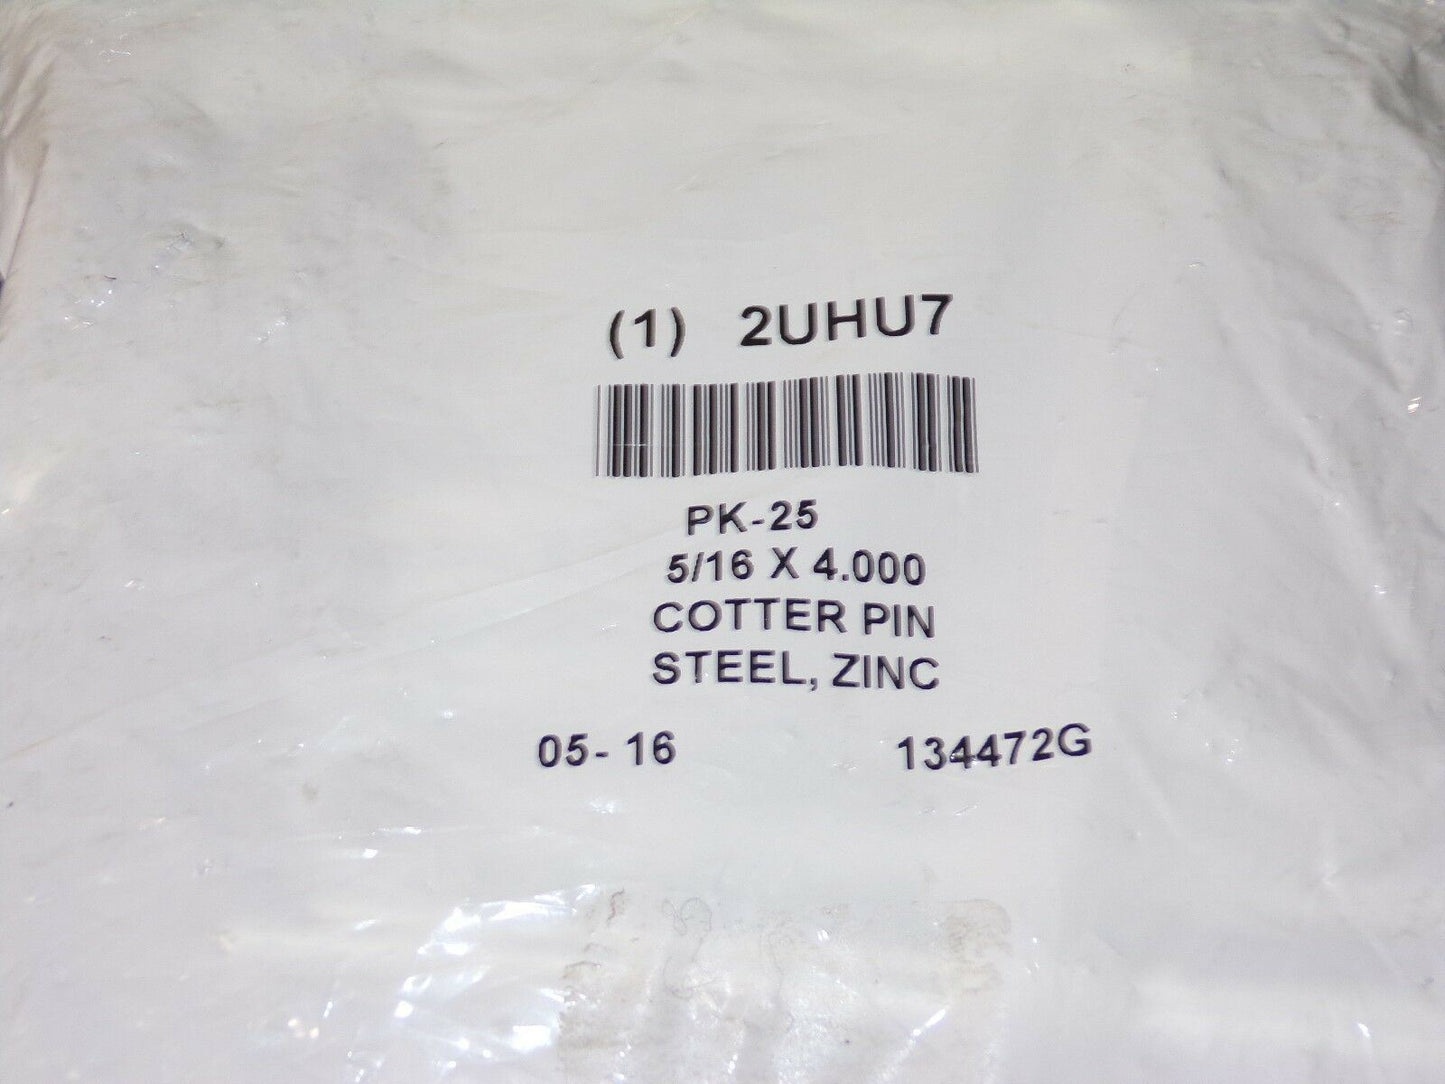 (1) 2UHU7
PK-25
5/16 X 4.000
COTTER PIN
STEEL, ZINC
05- 16 134472G